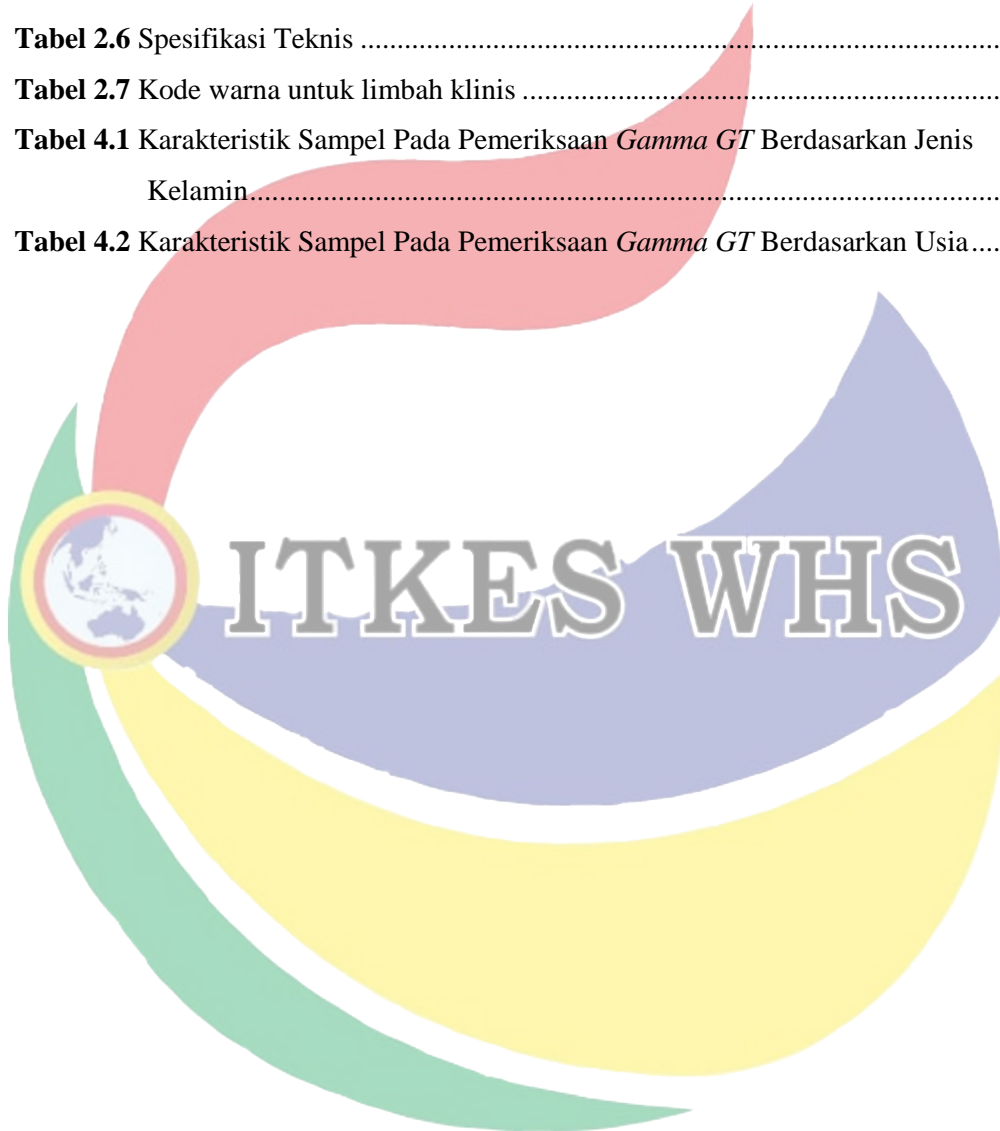 Tabel 2.6 Spesifikasi Teknis ........................................................................................
Tabel 2.7 Kode warna untuk limbah klinis .................................................................
Tabel 4.1 Karakteristik Sampel Pada Pemeriksaan Gamma GT Berdasarkan Jenis
Kelamin.......................................................................................................
Tabel 4.2 Karakteristik Sampel Pada Pemeriksaan Gamma GT Berdasarkan Usia....
ITKES WHS